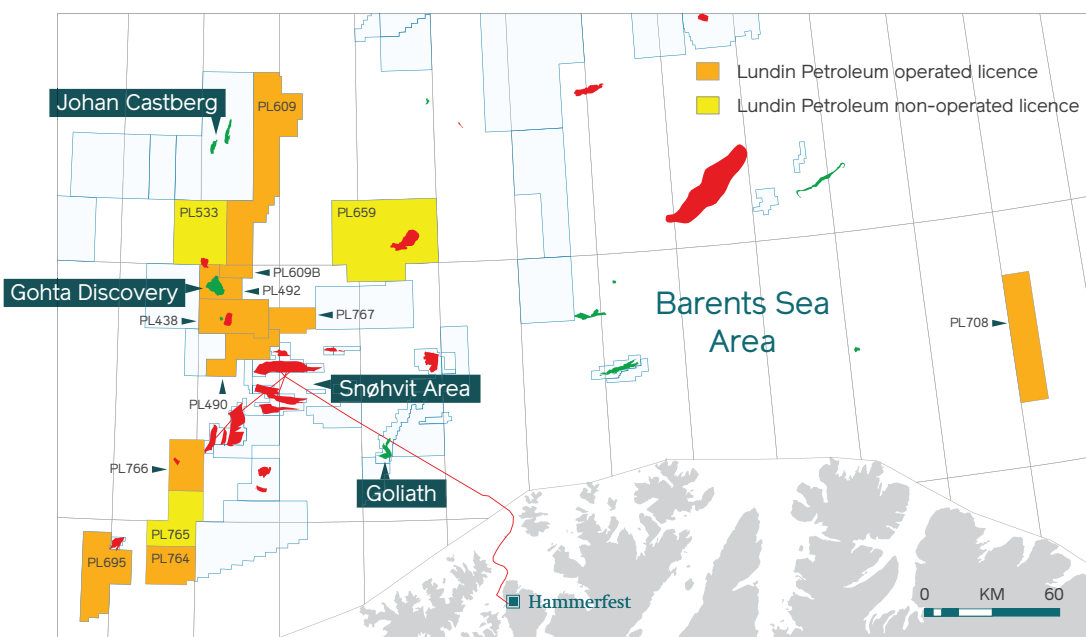 Lundin Petroleum operated licence
Lundin Petroleum non-operated licence
Johan Castberg
PL609
PL533
PL659
PL609B
Gohta Discovery
PL492
PL438
PL767
Barents Sea
Area
PL708
Snøhvit Area
PL490
PL766
Goliath
PL765
PL764
PL695
Hammerfest
0 KM 60